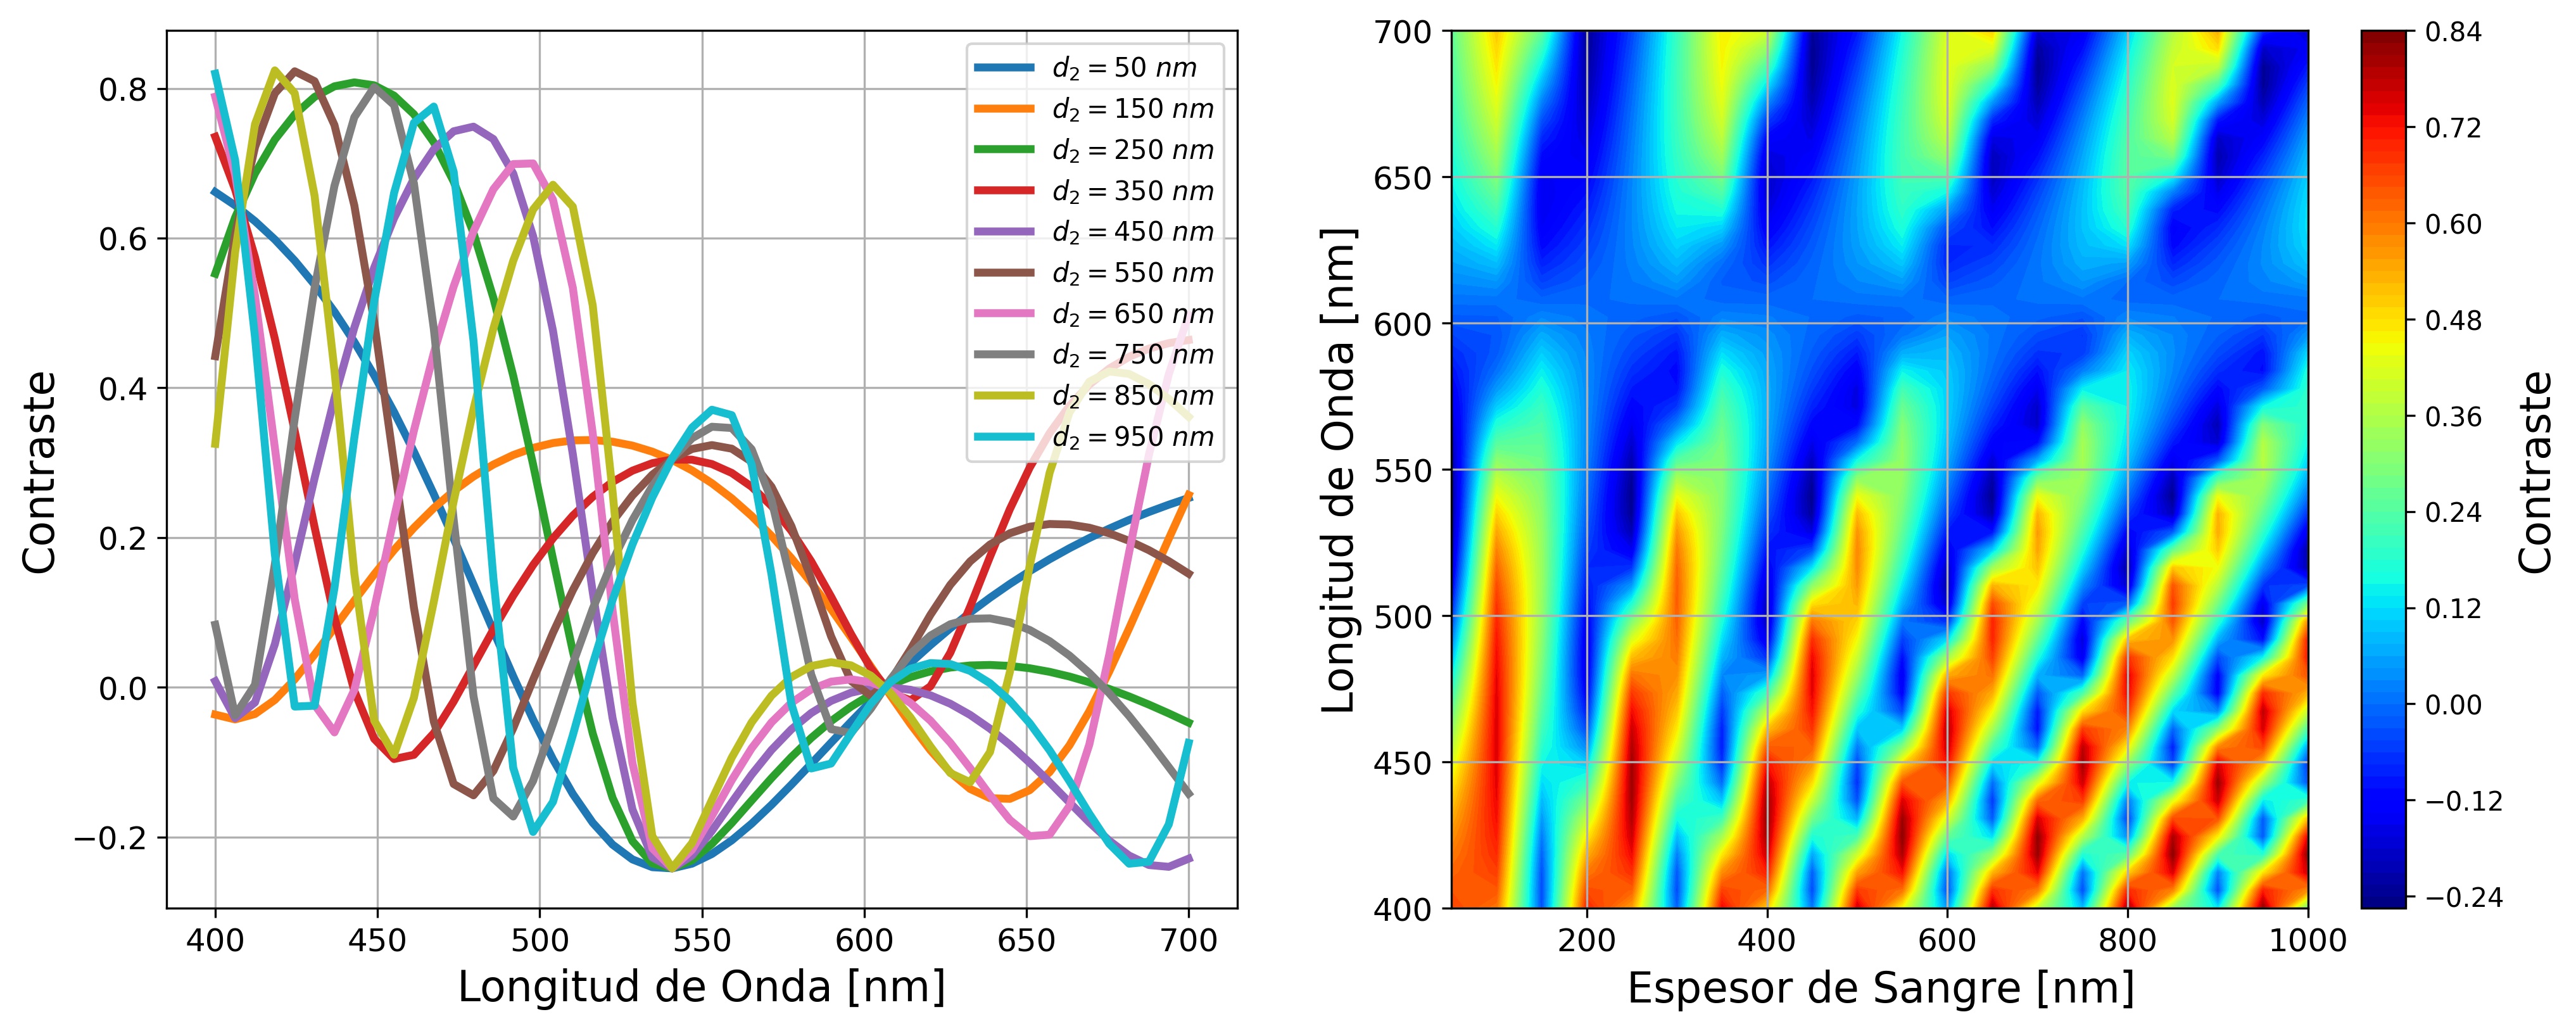 0.8
0.6
0.4
0.2
0.0
−0.2
Contraste
400 450 500 550 600 650 700
Longitud de Onda [nm]
d₂ = 50 nm
d₂ = 150 nm
d₂ = 250 nm
d₂ = 350 nm
d₂ = 450 nm
d₂ = 550 nm
d₂ = 650 nm
d₂ = 750 nm
d₂ = 850 nm
d₂ = 950 nm
700
650
600
550
500
450
400
Longitud de Onda [nm]
200 400 600 800 1000
Espesor de Sangre [nm]
0.84
0.72
0.60
0.48
0.36
0.24
0.12
0.00
−0.12
−0.24
Contraste